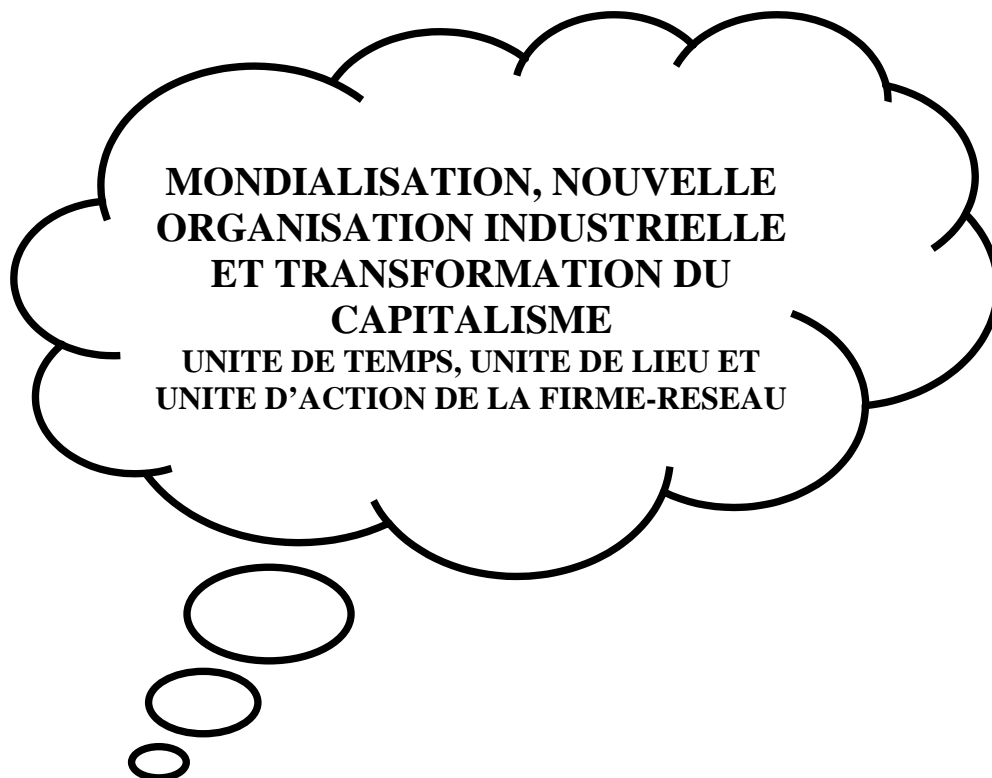 MONDIALISATION, NOUVELLE
ORGANISATION INDUSTRIELLE
ET TRANSFORMATION DU
CAPITALISME
UNITE DE TEMPS, UNITE DE LIEU ET
UNITE D’ACTION DE LA FIRME-RESEAU